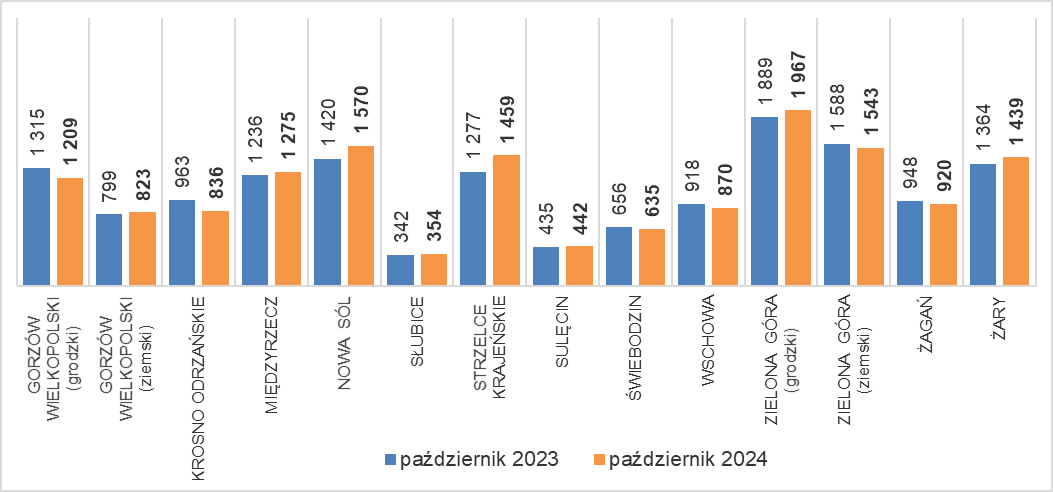 1 315
1 209
799
823
963
836
1 236
1 275
1 420
1 570
342
354
1 277
1 459
435
442
656
635
918
870
1 889
1 967
1 588
1 543
948
920
1 364
1 439
GORZÓW
WIELKOPOLSKI
(grodzki)
GORZÓW
WIELKOPOLSKI
(ziemski)
KROSNO ODRZAŃSKIE
MIĘDZYRZECZ
NOWA SÓL
SŁUBICE
STRZELCE
KRAJEŃSKIE
SULĘCIN
ŚWIEBODZIN
WSCHOWA
ZIELONA GÓRA
(grodzki)
ZIELONA GÓRA
(ziemski)
ŻAGAŃ
ŻARY
październik 2023
październik 2024